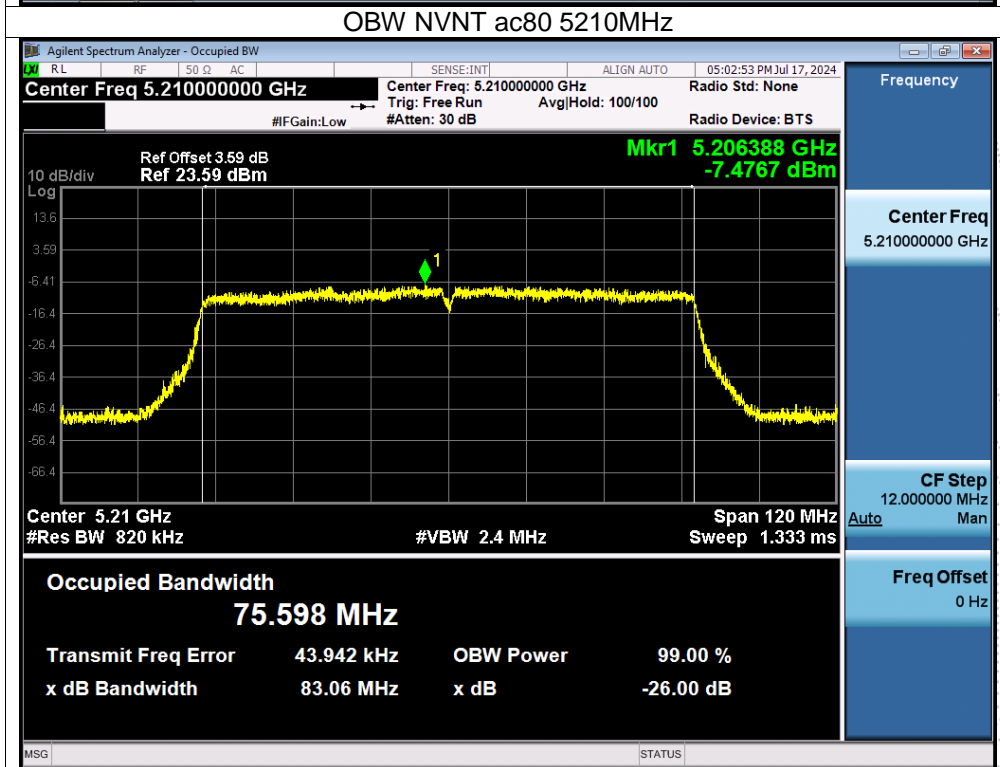 OBW NVNT ac80 5210MHz
Agilent Spectrum Analyzer - Occupied BW
LXI RL RF 50 Ω AC SENSE:INT ALIGN AUTO 05:02:53 PM Jul 17, 2024
Center Freq 5.210000000 GHz
Center Freq: 5.210000000 GHz
Radio Std: None
Trig: Free Run Avg|Hold: 100/100
#IFGain:Low
#Atten: 30 dB
Radio Device: BTS
Frequency
Ref Offset 3.59 dB
10 dB/div Ref 23.59 dBm
Mkr1 5.206388 GHz
-7.4767 dBm
Log
13.6
3.59
-6.41
-16.4
-26.4
-36.4
-46.4
-56.4
-66.4
1
Center 5.21 GHz
Span 120 MHz
#Res BW 820 kHz
#VBW 2.4 MHz
Sweep 1.333 ms
Center Freq
5.210000000 GHz
CF Step
12.000000 MHz
Auto Man
Freq Offset
0 Hz
Occupied Bandwidth
75.598 MHz
Transmit Freq Error 43.942 kHz OBW Power 99.00 %
x dB Bandwidth 83.06 MHz x dB -26.00 dB
MSG STATUS